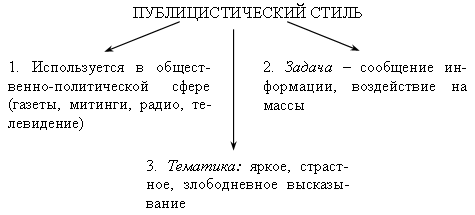 ПУБЛИЦИСТИЧЕСКИЙ СТИЛЬ
1. Используется в общест-
венно-политической сфере
(газеты, митинги, радио, те-
левидение)
2. Задача – сообщение ин-
формации, воздействие на
массы
3. Тематика: яркое, страст-
ное, злободневное высказы-
вание